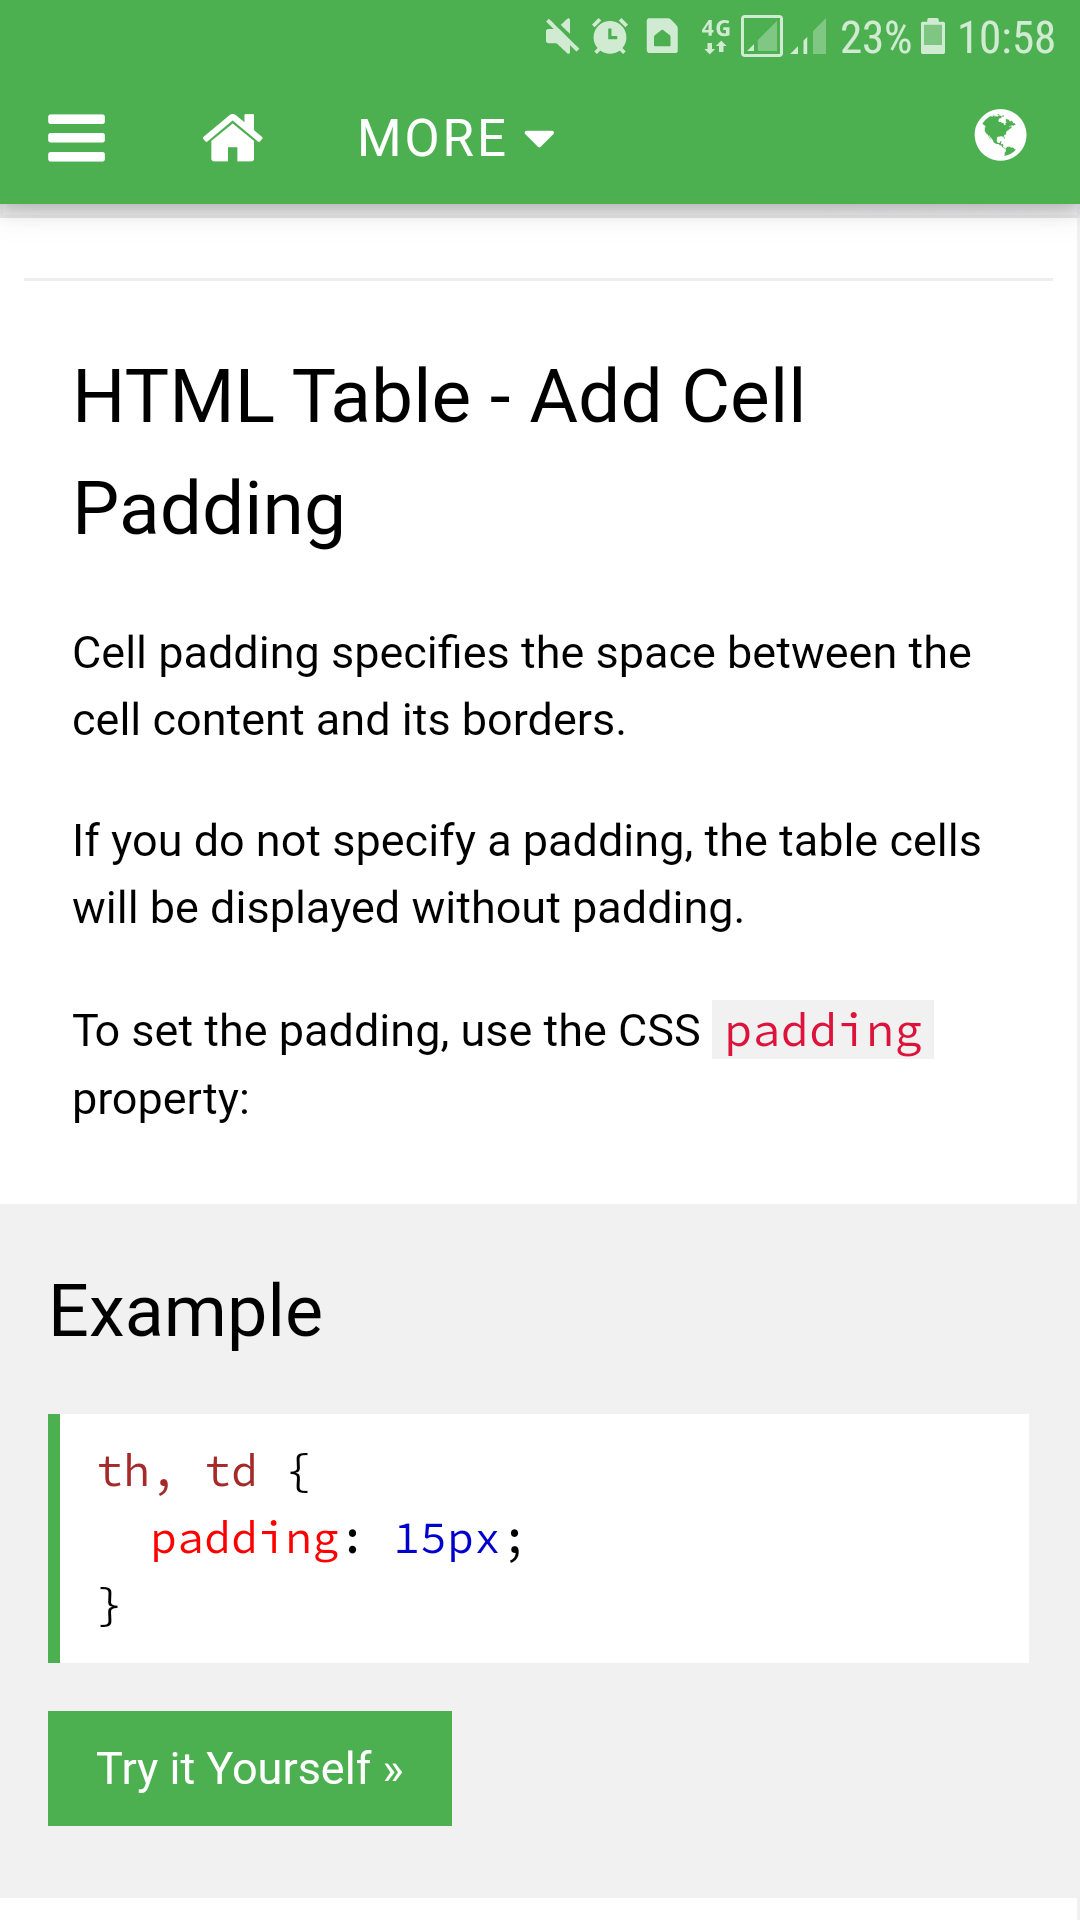 4G 23% 10:58
MORE
HTML Table - Add Cell
Padding
Cell padding specifies the space between the
cell content and its borders.
If you do not specify a padding, the table cells
will be displayed without padding.
To set the padding, use the CSS padding
property:
Example
th, td {
  padding: 15px;
}
Try it Yourself »